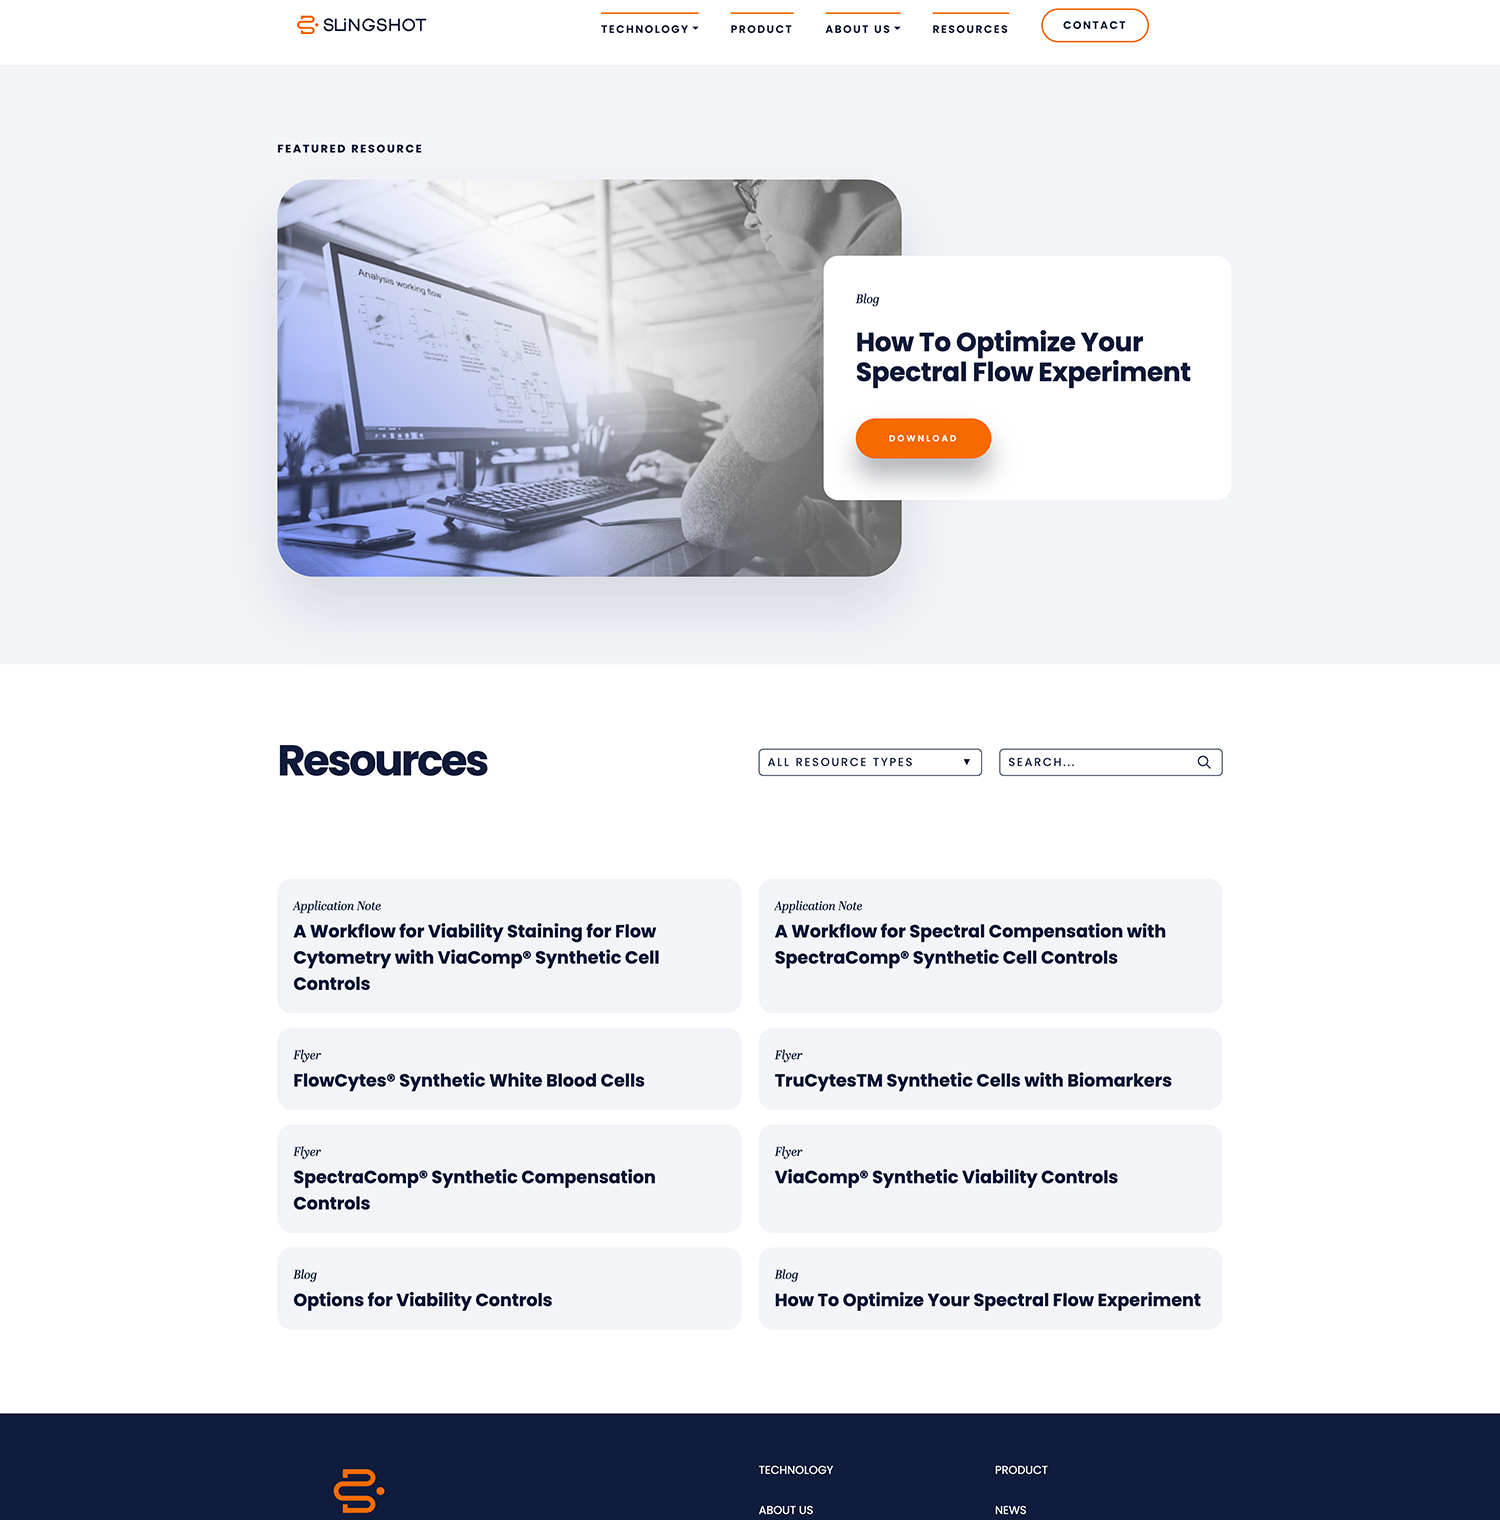 SLINGSHOT
TECHNOLOGY
PRODUCT
ABOUT US
RESOURCES
CONTACT
FEATURED RESOURCE
Analysis working flow
Blog
How To Optimize Your
Spectral Flow Experiment
DOWNLOAD
Resources
ALL RESOURCE TYPES
SEARCH...
Application Note
A Workflow for Viability Staining for Flow
Cytometry with ViaComp® Synthetic Cell
Controls
Application Note
A Workflow for Spectral Compensation with
SpectraComp® Synthetic Cell Controls
Flyer
FlowCytes® Synthetic White Blood Cells
Flyer
TruCytesTM Synthetic Cells with Biomarkers
Flyer
SpectraComp® Synthetic Compensation
Controls
Flyer
ViaComp® Synthetic Viability Controls
Blog
Options for Viability Controls
Blog
How To Optimize Your Spectral Flow Experiment
TECHNOLOGY
PRODUCT
ABOUT US
NEWS